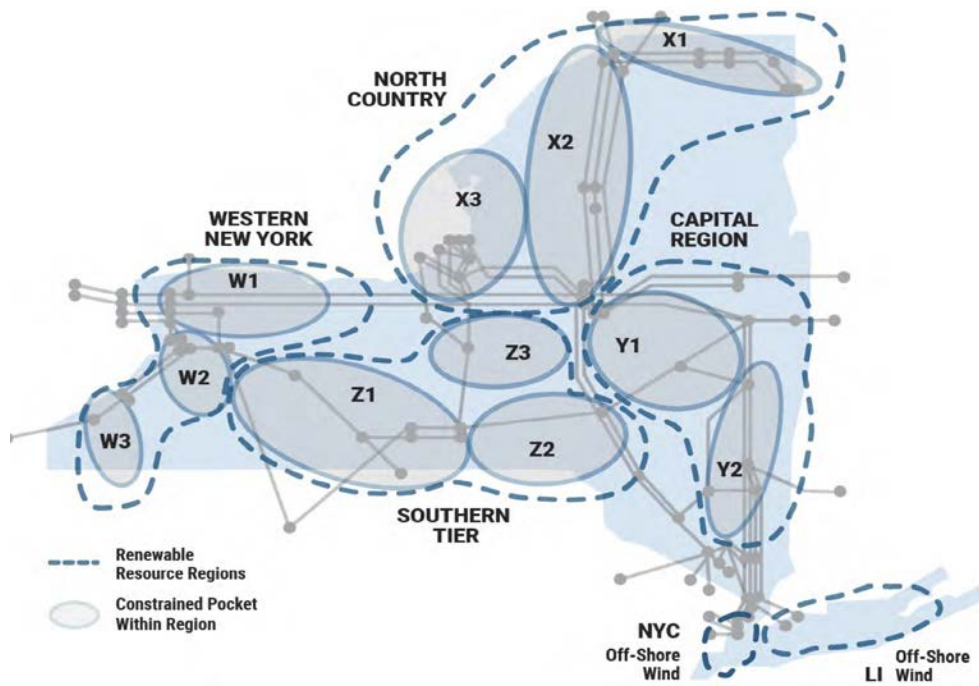 X1
NORTH
COUNTRY
X2
X3
WESTERN
NEW YORK
CAPITAL
REGION
W1
Z3
Y1
W2
Z1
W3
Z2
Y2
SOUTHERN
TIER
Renewable
Resource Regions
Constrained Pocket
Within Region
NYC
Off-Shore
Wind
LI
Off-Shore
Wind